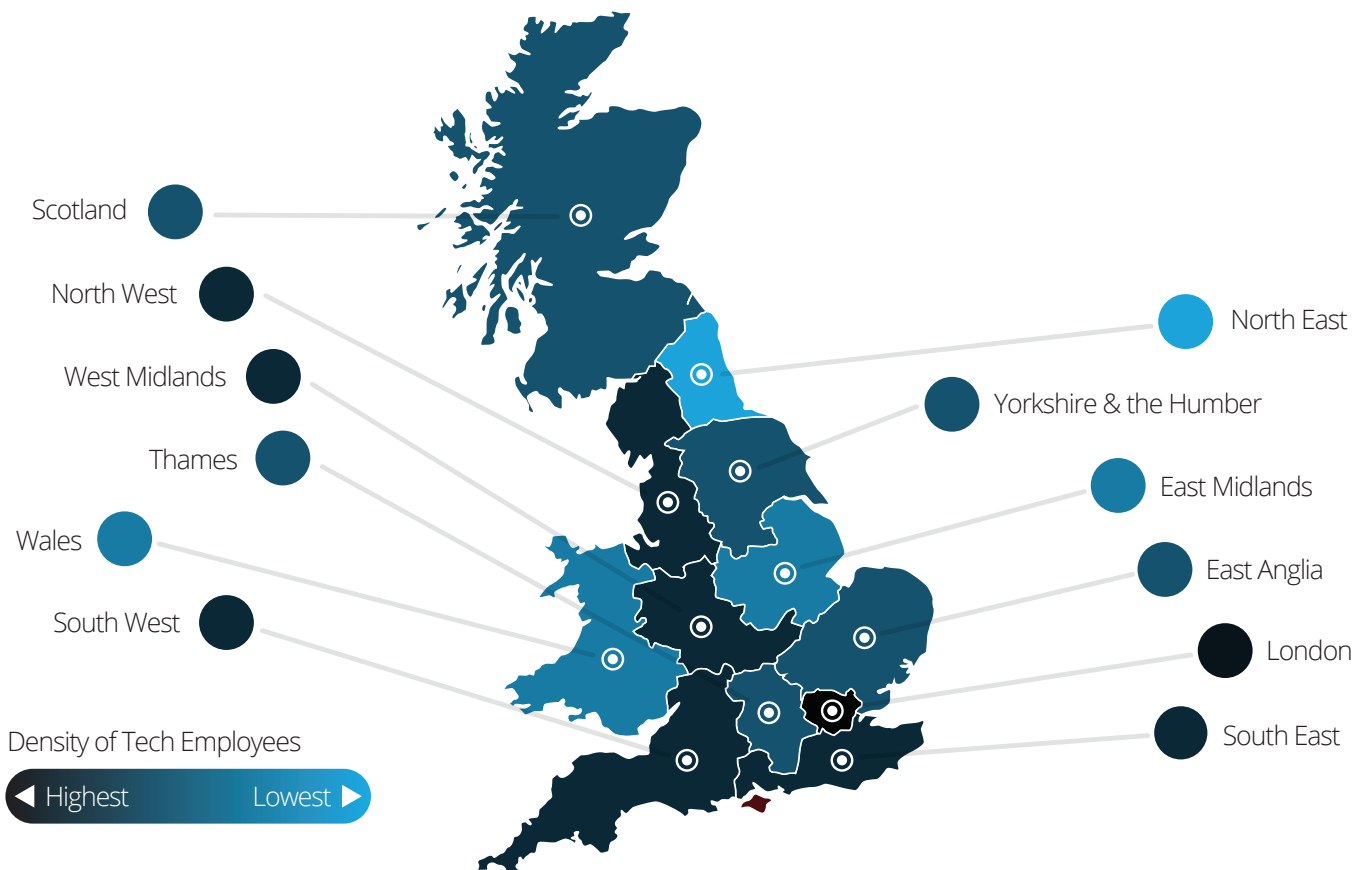 Scotland
North West
West Midlands
Thames
Wales
South West
North East
Yorkshire & the Humber
East Midlands
East Anglia
London
South East
Density of Tech Employees
Highest
Lowest